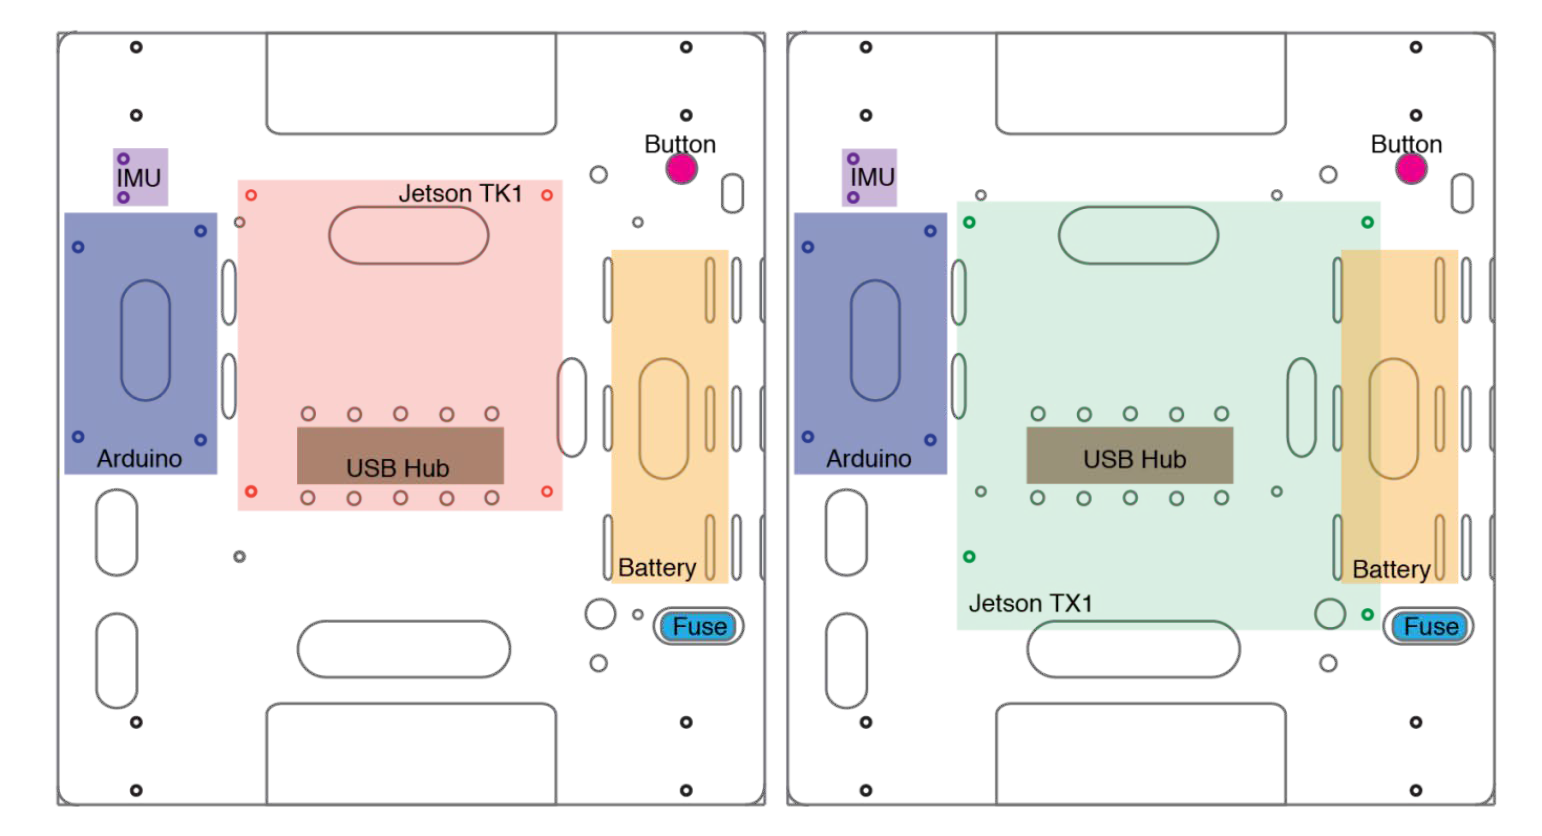 Button
IMU
Jetson TK1
Arduino
USB Hub
Battery
Fuse
Button
IMU
Arduino
USB Hub
Battery
Jetson TX1
Fuse